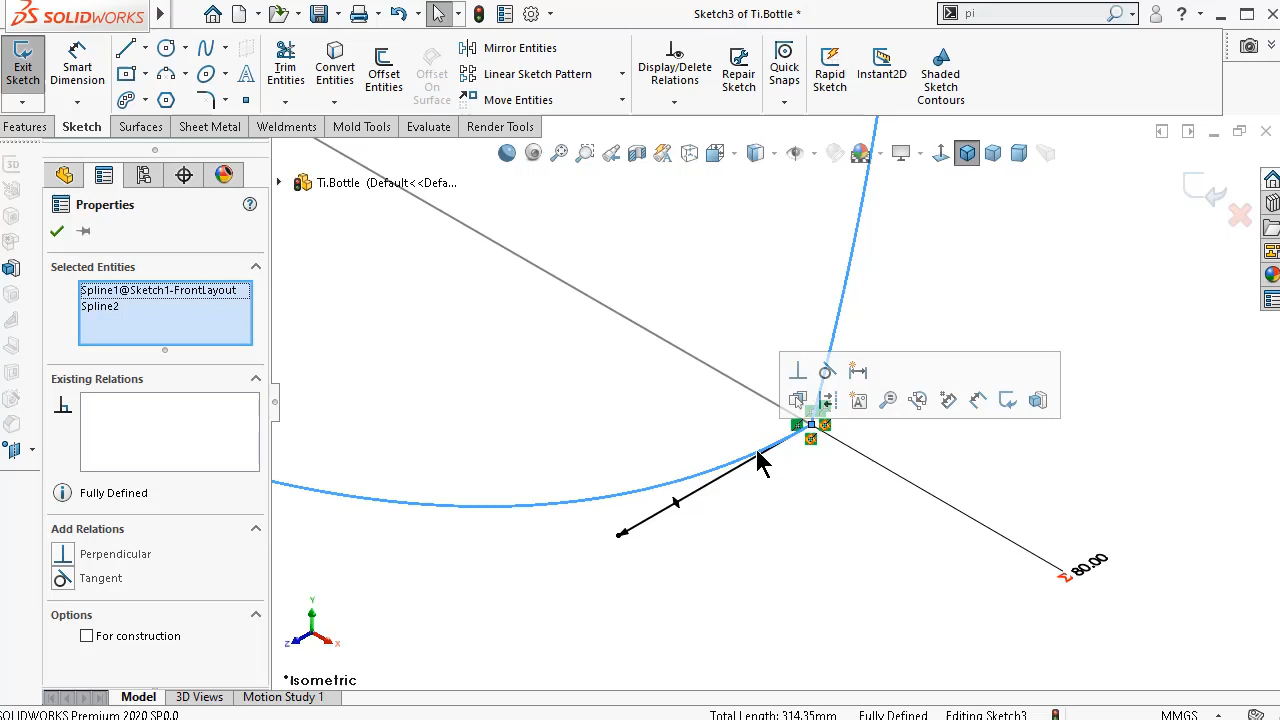 SOLIDWORKS
Sketch3 of Ti.Bottle *
pi
?
Exit Sketch
Smart Dimension
Trim Entities
Convert Entities
Offset Entities
Offset On Surface
Mirror Entities
Linear Sketch Pattern
Move Entities
Display/Delete Relations
Repair Sketch
Quick Snaps
Rapid Sketch
Instant2D
Shaded Sketch Contours
Features
Sketch
Surfaces
Sheet Metal
Weldments
Mold Tools
Evaluate
Render Tools
Ti.Bottle (Default<<Defa...
Properties
Selected Entities
Spline1@Sketch1-FrontLayout
Spline2
Existing Relations
Fully Defined
Add Relations
Perpendicular
Tangent
Options
For construction
Σ 80.00
Y
Z
X
*Isometric
Model
3D Views
Motion Study 1
SOLIDWORKS Premium 2020 SP0.0
Total Length: 314.35mm
Fully Defined
Editing Sketch3
MMGS